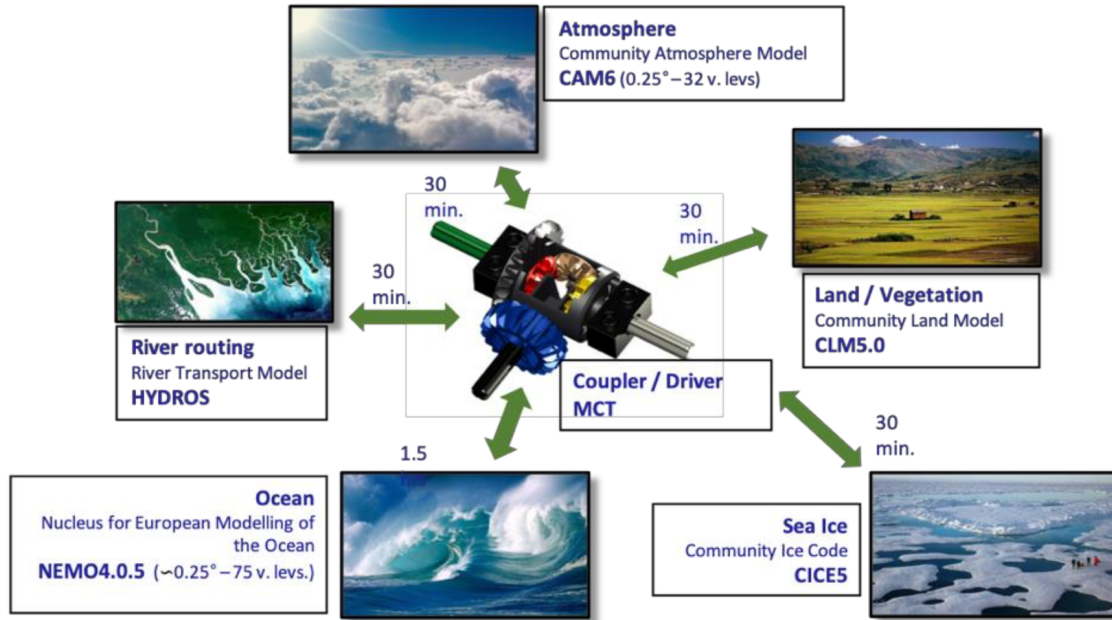 Atmosphere
Community Atmosphere Model
CAM6 (0.25°–32 v. levs)
30
min.
30
min.
30
min.
Land / Vegetation
Community Land Model
CLM5.0
River routing
River Transport Model
HYDROS
Coupler / Driver
MCT
30
min.
1.5
Ocean
Nucleus for European Modelling of
the Ocean
NEMO4.0.5 (∽0.25°–75 v. levs.)
Sea Ice
Community Ice Code
CICE5